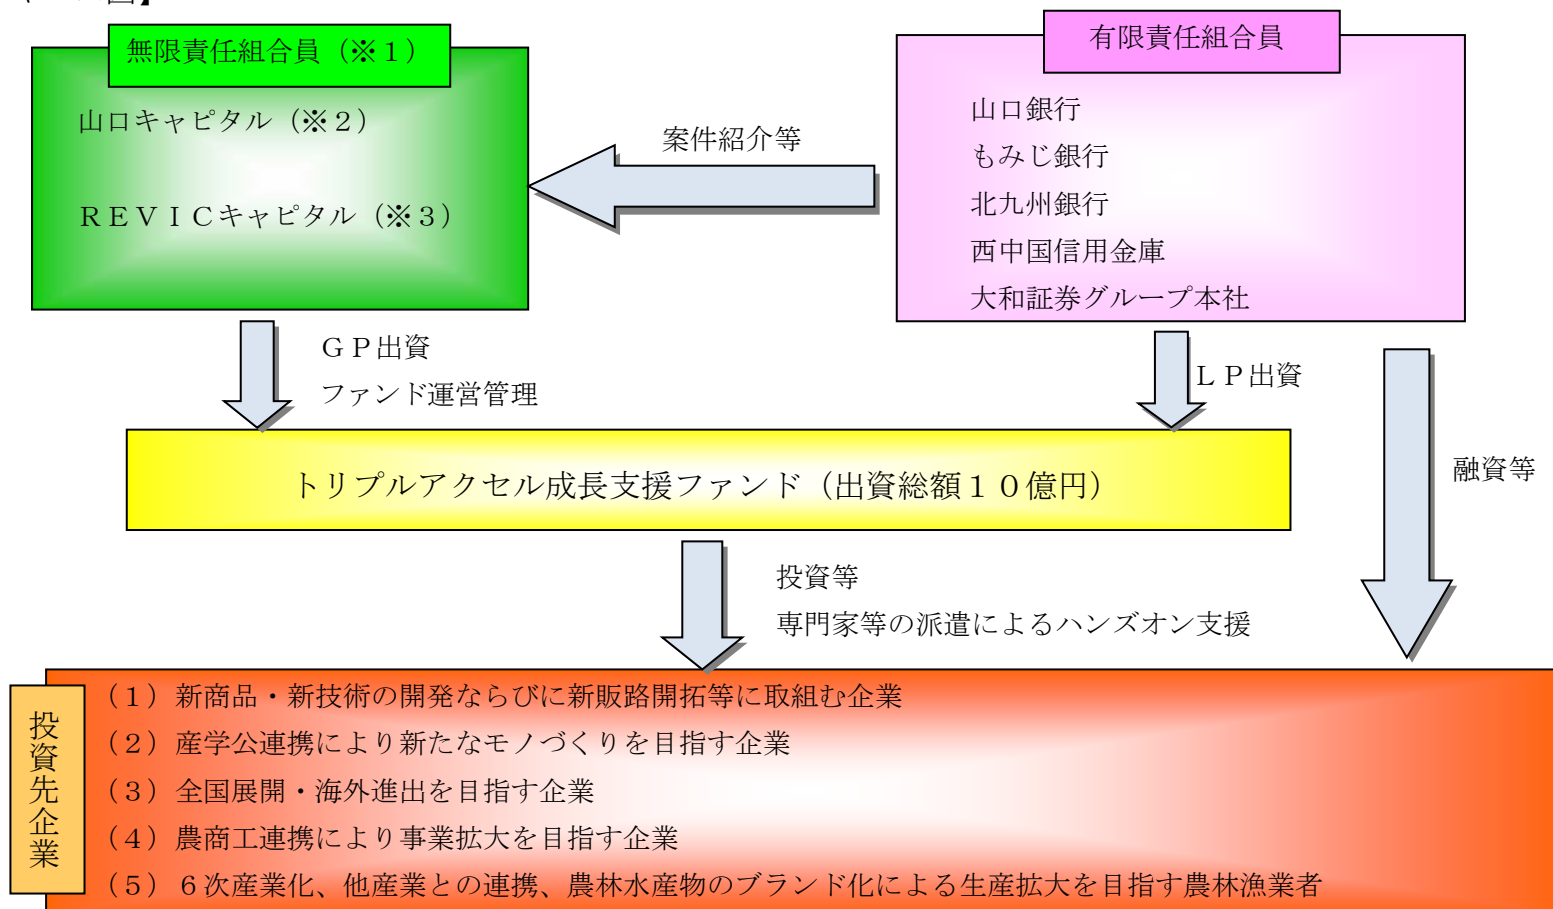 図】
無限責任組合員（※１）
山口キャピタル（※２）
ＲＥＶＩＣキャピタル（※３）
案件紹介等
有限責任組合員
山口銀行
もみじ銀行
北九州銀行
西中国信用金庫
大和証券グループ本社
ＧＰ出資
ファンド運営管理
ＬＰ出資
融資等
トリプルアクセル成長支援ファンド（出資総額１０億円）
投資等
専門家等の派遣によるハンズオン支援
投資先企業
（１）新商品・新技術の開発ならびに新販路開拓等に取組む企業
（２）産学公連携により新たなモノづくりを目指す企業
（３）全国展開・海外進出を目指す企業
（４）農商工連携により事業拡大を目指す企業
（５）６次産業化、他産業との連携、農林水産物のブランド化による生産拡大を目指す農林漁業者